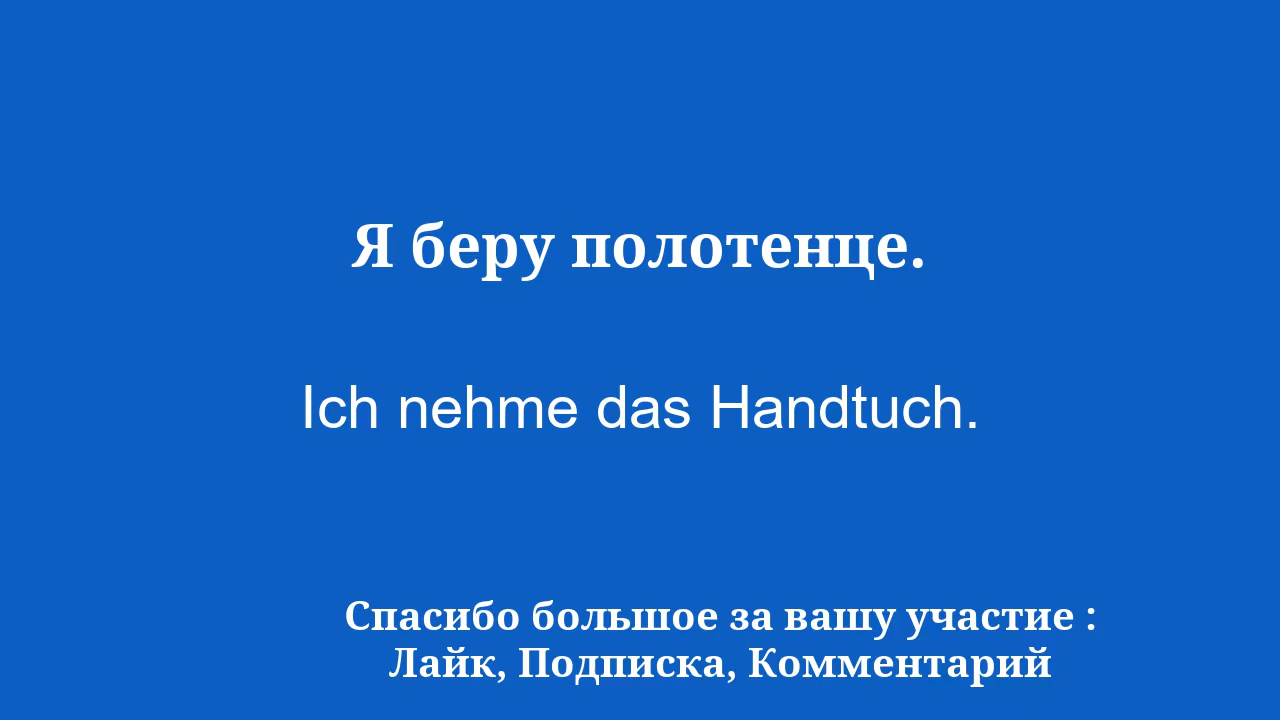 Я беру полотенце.
Ich nehme das Handtuch.
Спасибо большое за вашу участие :
Лайк, Подписка, Комментарий